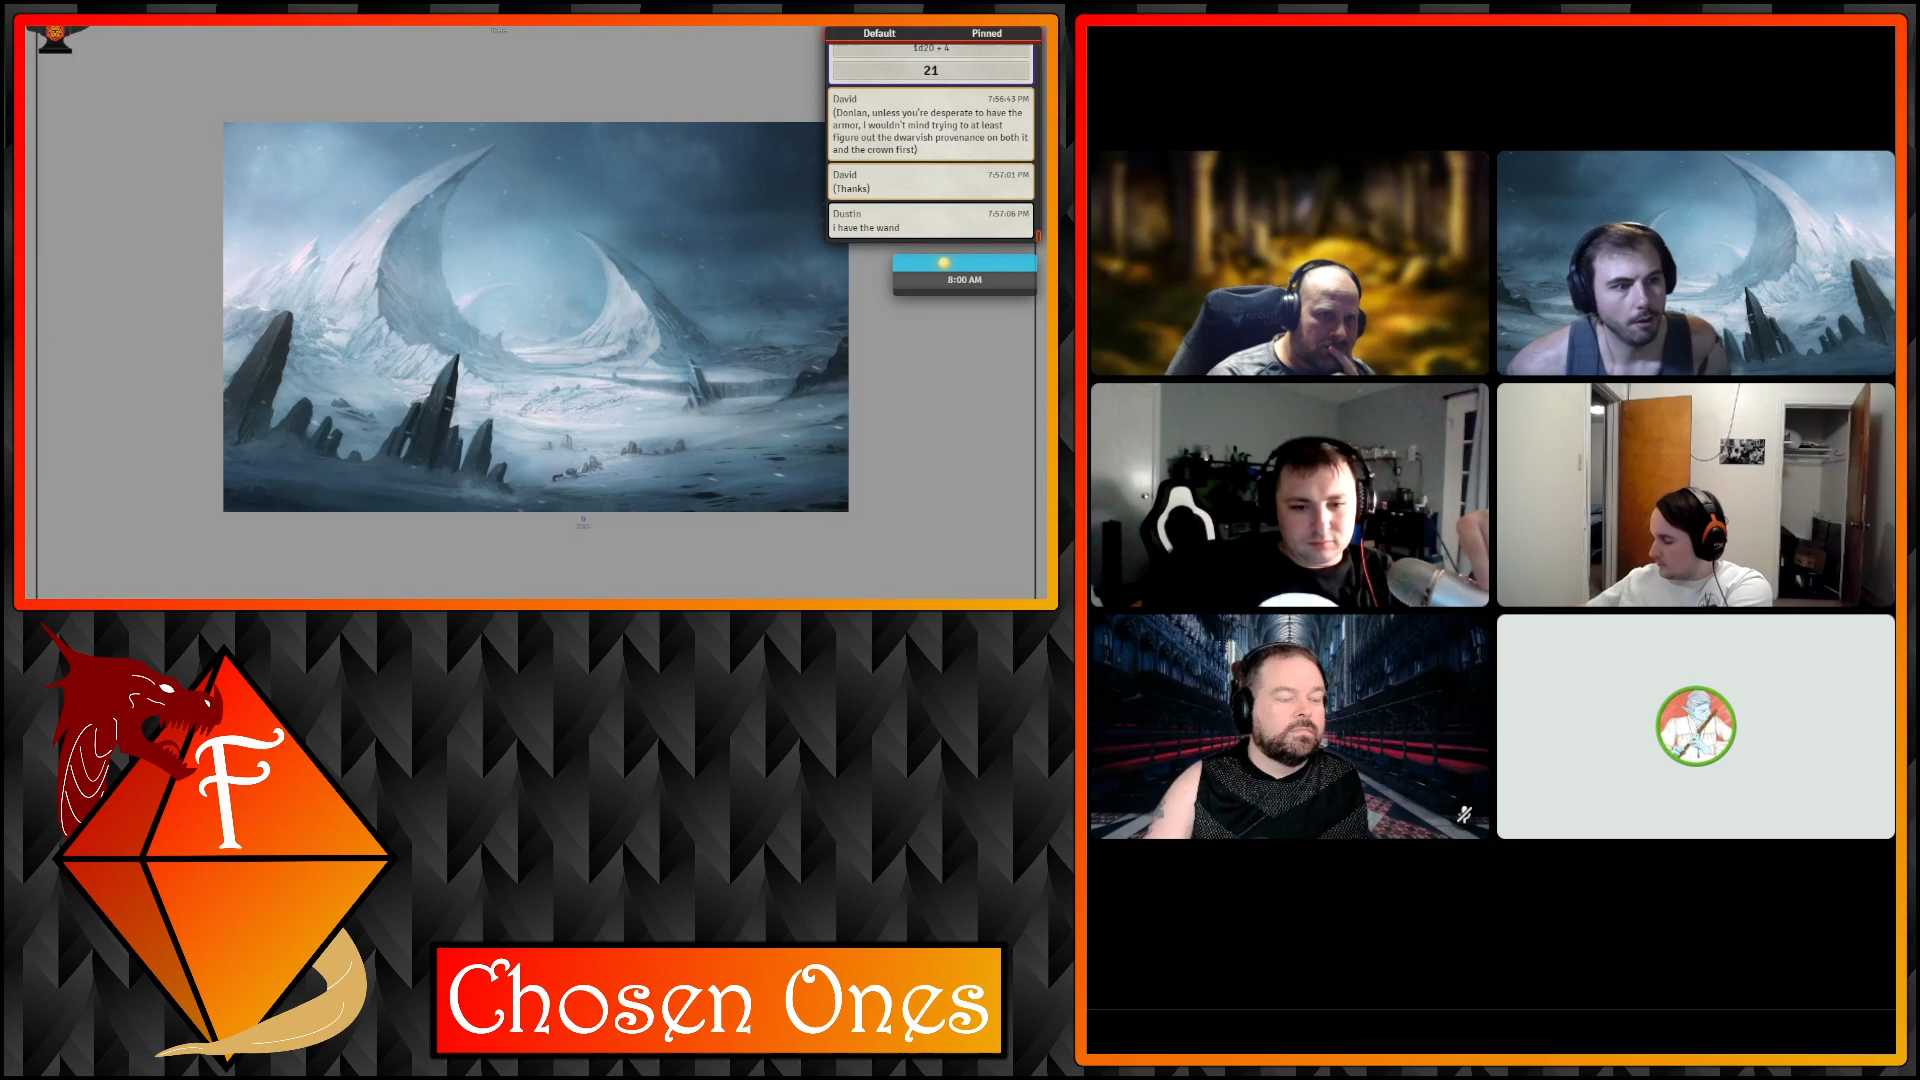 Default Pinned
1d20 + 4
21
David 7:56:43 PM
(Donlan, unless you're desperate to have the
armor, I wouldn't mind trying to at least
figure out the dwarvish provenance on both it
and the crown first)
David 7:57:01 PM
(Thanks)
Dustin 7:57:06 PM
i have the wand
8:00 AM
F
Chosen Ones